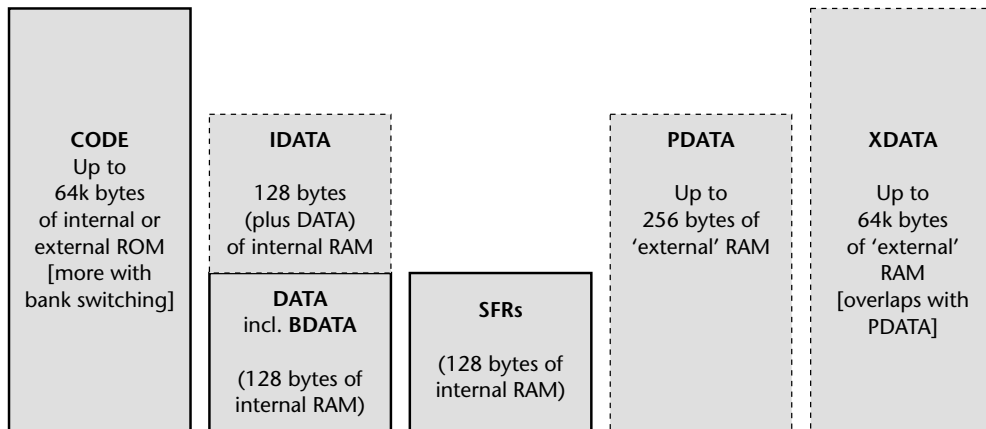 CODE
Up to
64k bytes
of internal or
external ROM
[more with
bank switching]
IDATA
128 bytes
(plus DATA)
of internal RAM
DATA
incl. BDATA
(128 bytes of
internal RAM)
SFRs
(128 bytes of
internal RAM)
PDATA
Up to
256 bytes of
‘external’ RAM
XDATA
Up to
64k bytes
of ‘external’
RAM
[overlaps with
PDATA]